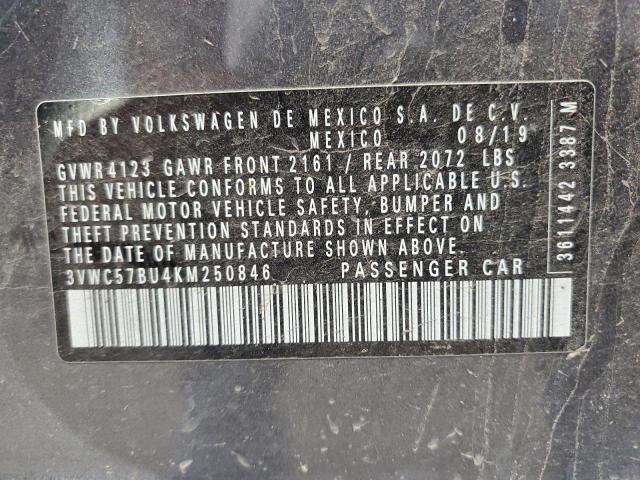 MFD BY VOLKSWAGEN DE MEXICO S.A. DE C.V.
MEXICO 08/19
GVWR 4123 GAWR FRONT 2161 / REAR 2072 LBS
THIS VEHICLE CONFORMS TO ALL APPLICABLE U.S.
FEDERAL MOTOR VEHICLE SAFETY, BUMPER AND
THEFT PREVENTION STANDARDS IN EFFECT ON
THE DATE OF MANUFACTURE SHOWN ABOVE.
3VWC57BU4KM250846 PASSENGER CAR
3611442 3387 M